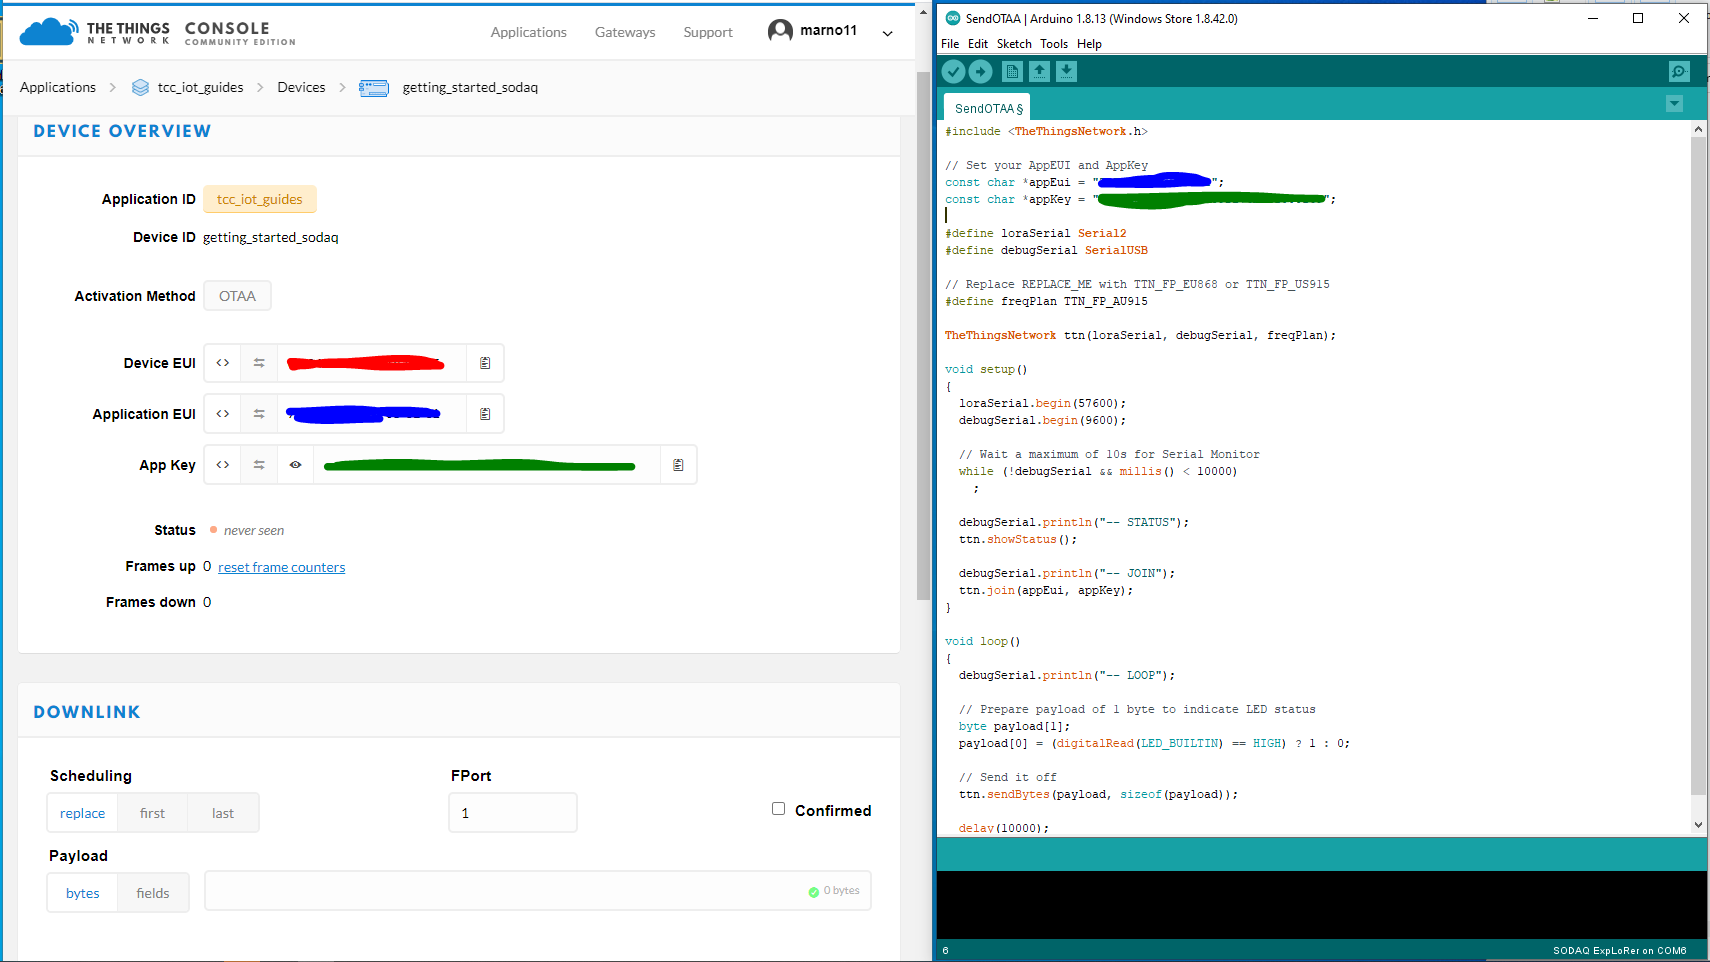 THE THINGS NETWORK
CONSOLE
COMMUNITY EDITION
Applications
Gateways
Support
marno11
Applications > tcc_iot_guides > Devices > getting_started_sodaq
DEVICE OVERVIEW
Application ID tcc_iot_guides
Device ID getting_started_sodaq
Activation Method OTAA
Device EUI
Application EUI
App Key
Status never seen
Frames up 0 reset frame counters
Frames down 0
DOWNLINK
Scheduling
replace first last
FPort
1
Confirmed
Payload
bytes fields
0 bytes
SendOTAA | Arduino 1.8.13 (Windows Store 1.8.42.0)
File Edit Sketch Tools Help
SendOTAA §
#include <TheThingsNetwork.h>
// Set your AppEUI and AppKey
const char *appEui = "";
const char *appKey = "";
#define loraSerial Serial2
#define debugSerial SerialUSB
// Replace REPLACE_ME with TTN_FP_EU868 or TTN_FP_US915
#define freqPlan TTN_FP_AU915
TheThingsNetwork ttn(loraSerial, debugSerial, freqPlan);
void setup()
{
loraSerial.begin(57600);
debugSerial.begin(9600);
// Wait a maximum of 10s for Serial Monitor
while (!debugSerial && millis() < 10000)
;
debugSerial.println("-- STATUS");
ttn.showStatus();
debugSerial.println("-- JOIN");
ttn.join(appEui, appKey);
}
void loop()
{
debugSerial.println("-- LOOP");
// Prepare payload of 1 byte to indicate LED status
byte payload[1];
payload[0] = (digitalRead(LED_BUILTIN) == HIGH) ? 1 : 0;
// Send it off
ttn.sendBytes(payload, sizeof(payload));
delay(10000);
6
SODAQ ExpLoRer on COM6